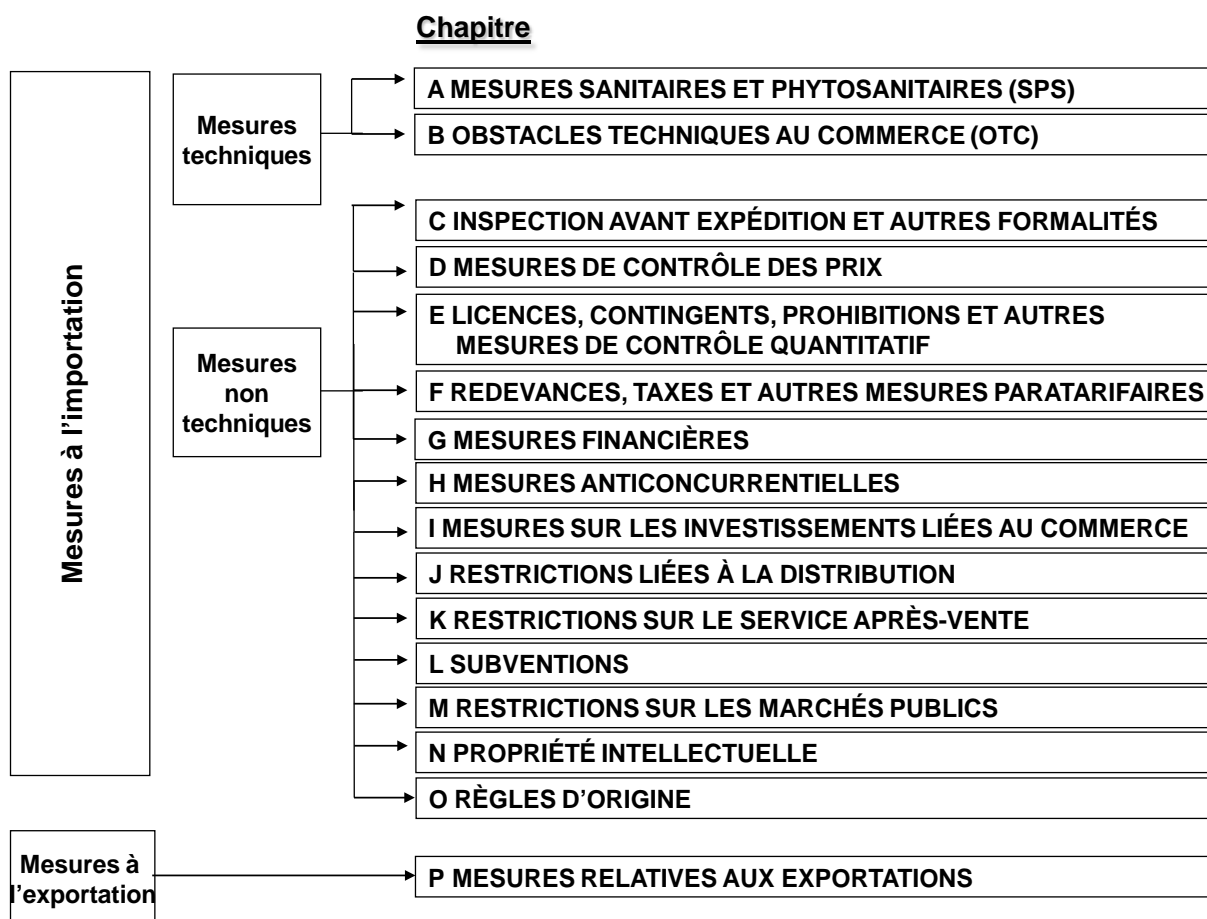 Chapitre
Mesures à l’importation
Mesures
techniques
A MESURES SANITAIRES ET PHYTOSANITAIRES (SPS)
B OBSTACLES TECHNIQUES AU COMMERCE (OTC)
Mesures
non
techniques
C INSPECTION AVANT EXPÉDITION ET AUTRES FORMALITÉS
D MESURES DE CONTRÔLE DES PRIX
E LICENCES, CONTINGENTS, PROHIBITIONS ET AUTRES
MESURES DE CONTRÔLE QUANTITATIF
F REDEVANCES, TAXES ET AUTRES MESURES PARATARIFAIRES
G MESURES FINANCIÈRES
H MESURES ANTICONCURRENTIELLES
I MESURES SUR LES INVESTISSEMENTS LIÉES AU COMMERCE
J RESTRICTIONS LIÉES À LA DISTRIBUTION
K RESTRICTIONS SUR LE SERVICE APRÈS-VENTE
L SUBVENTIONS
M RESTRICTIONS SUR LES MARCHÉS PUBLICS
N PROPRIÉTÉ INTELLECTUELLE
O RÈGLES D’ORIGINE
Mesures à
l’exportation
P MESURES RELATIVES AUX EXPORTATIONS